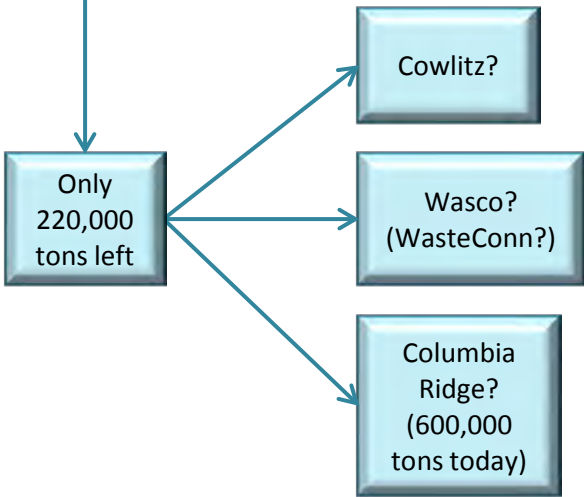 Cowlitz?
Only
220,000
tons left
Wasco?
(WasteConn?)
Columbia
Ridge?
(600,000
tons today)